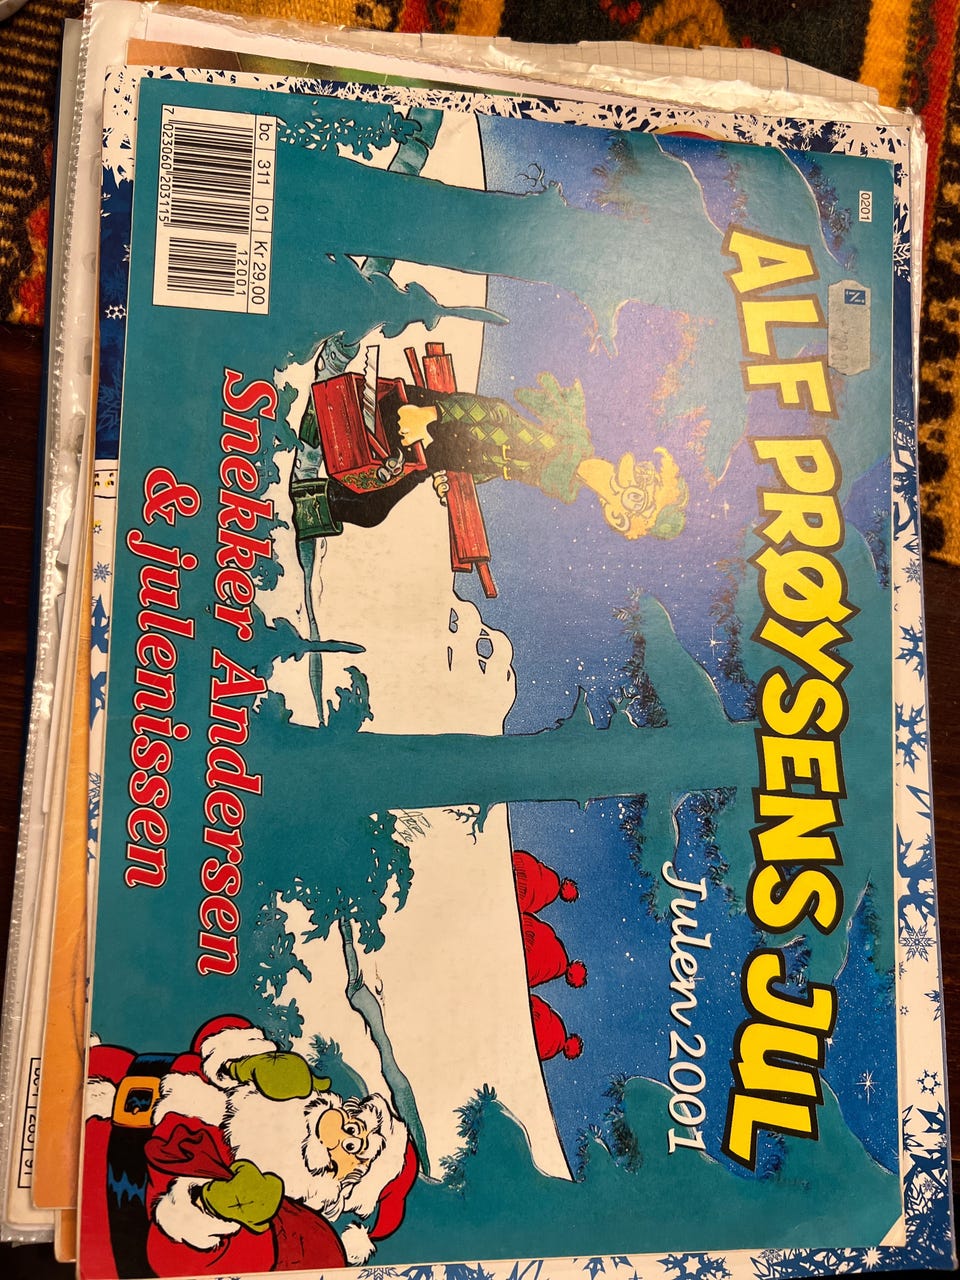 0201
ALF PRØYSENS JUL
Julen 2001
bc 311 01 Kr 29,00
12001
7 023060 203115
Snekker Andersen
& julenissen